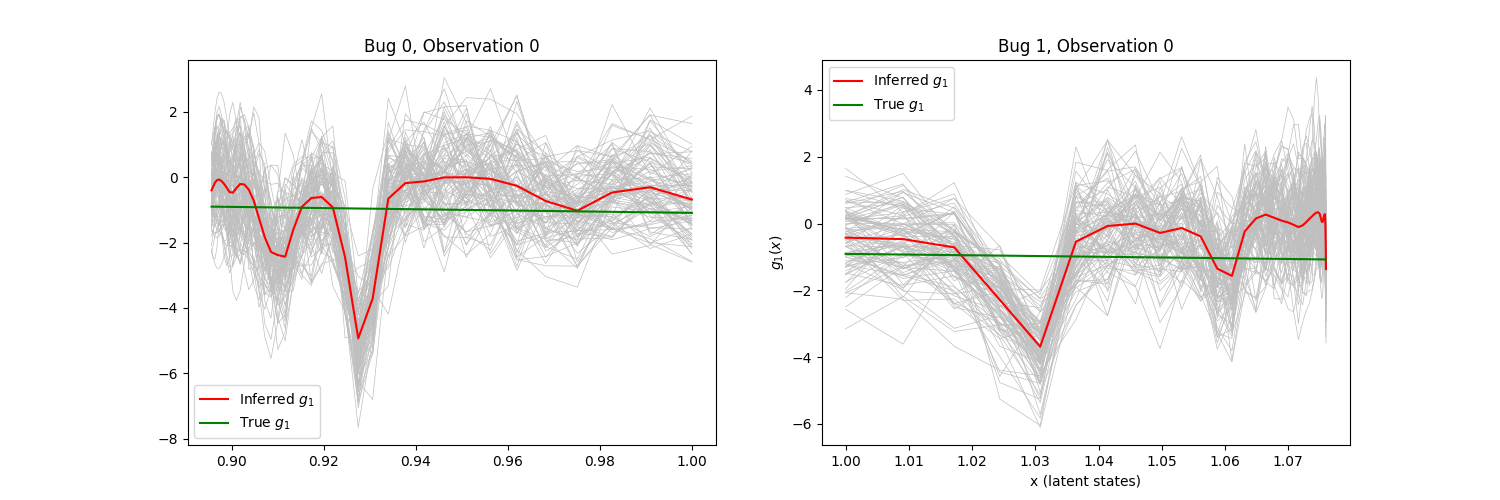 Bug 0, Observation 0
2
0
−2
−4
−6
−8
Inferred g₁
True g₁
0.90 0.92 0.94 0.96 0.98 1.00
Bug 1, Observation 0
Inferred g₁
True g₁
4
2
0
−2
−4
−6
g₁(x)
1.00 1.01 1.02 1.03 1.04 1.05 1.06 1.07
x (latent states)